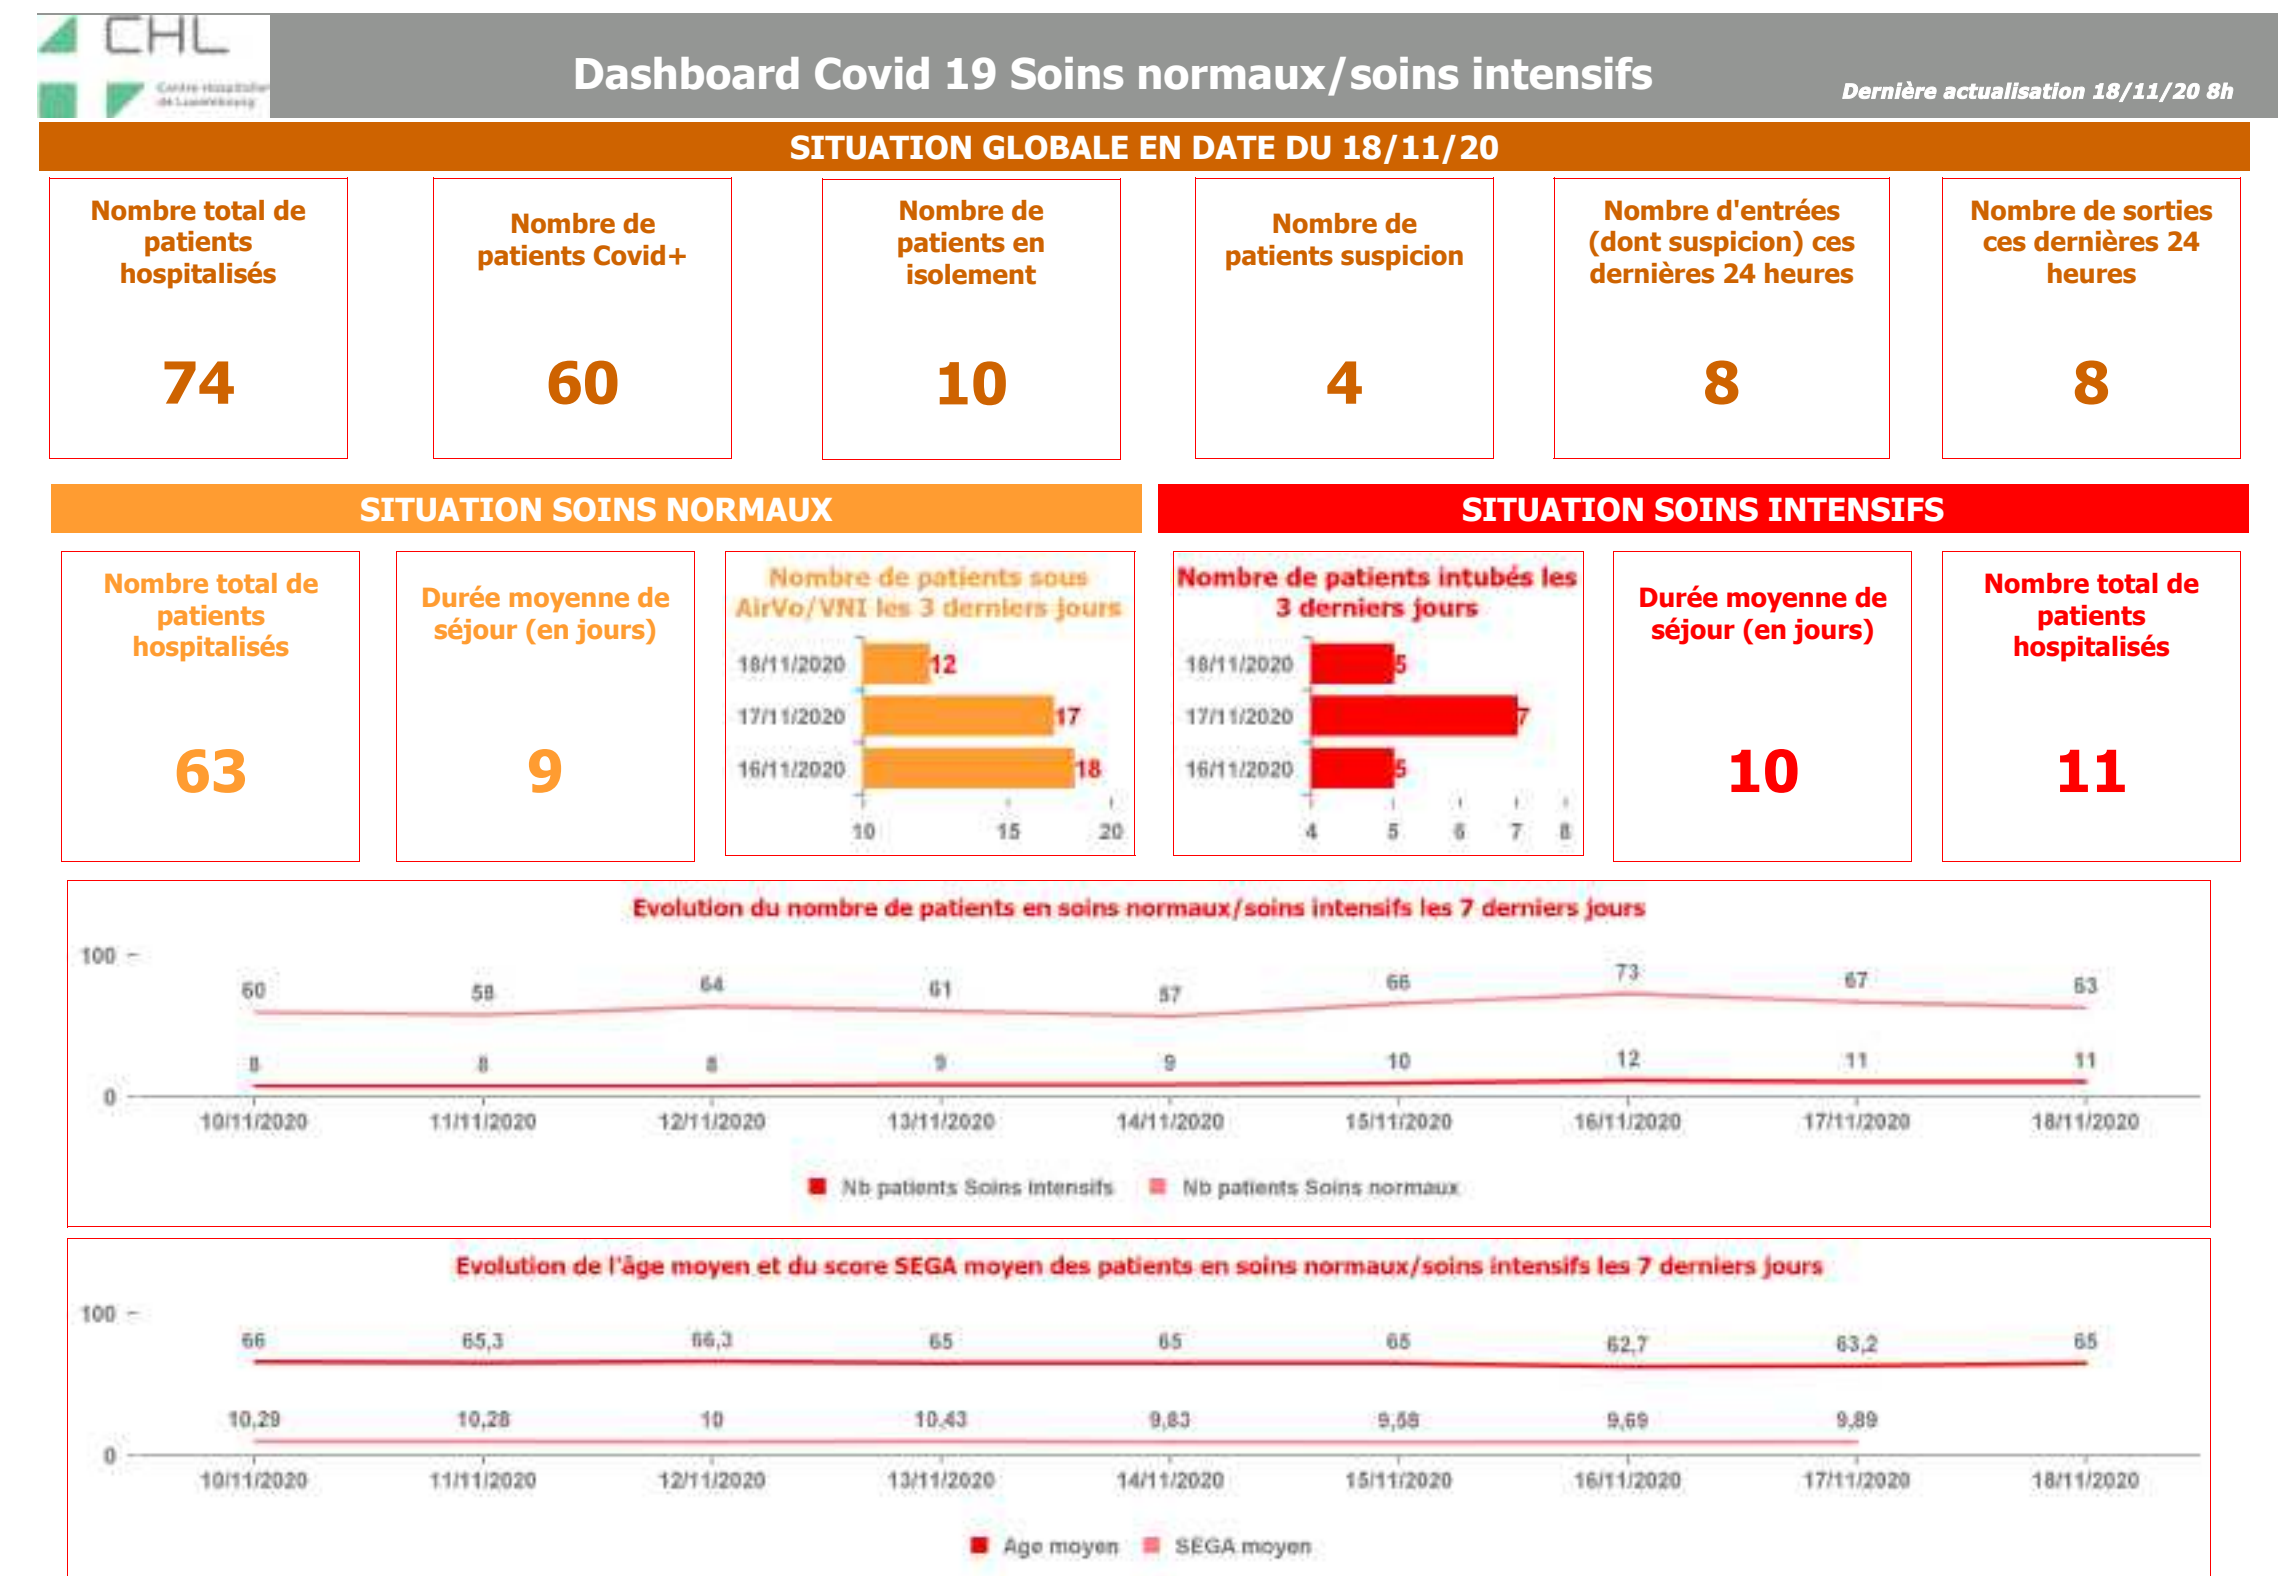 CHL
Centre Hospitalier
de Luxembourg
Dashboard Covid 19 Soins normaux/soins intensifs
Dernière actualisation 18/11/20 8h
SITUATION GLOBALE EN DATE DU 18/11/20
Nombre total de
patients
hospitalisés
74
Nombre de
patients Covid+
60
Nombre de
patients en
isolement
10
Nombre de
patients suspicion
4
Nombre d'entrées
(dont suspicion) ces
dernières 24 heures
8
Nombre de sorties
ces dernières 24
heures
8
SITUATION SOINS NORMAUX
Nombre total de
patients
hospitalisés
63
Durée moyenne de
séjour (en jours)
9
Nombre de patients sous
AirVo/VNI les 3 derniers jours
18/11/2020 12
17/11/2020 17
16/11/2020 18
10 15 20
SITUATION SOINS INTENSIFS
Nombre de patients intubés les
3 derniers jours
18/11/2020 5
17/11/2020 7
16/11/2020 5
4 5 6 7 8
Durée moyenne de
séjour (en jours)
10
Nombre total de
patients
hospitalisés
11
Evolution du nombre de patients en soins normaux/soins intensifs les 7 derniers jours
100
60 64 61 57 66 73 67 63
8 8 8 9 9 10 12 11 11
0
10/11/2020 11/11/2020 12/11/2020 13/11/2020 14/11/2020 15/11/2020 16/11/2020 17/11/2020 18/11/2020
Nb patients Soins intensifs Nb patients Soins normaux
Evolution de l'âge moyen et du score SEGA moyen des patients en soins normaux/soins intensifs les 7 derniers jours
100
66 65,3 66,3 65 65 65 62,7 63,2 65
10,29 10,28 10 10,43 9,83 9,69 9,89
0
10/11/2020 11/11/2020 12/11/2020 13/11/2020 14/11/2020 15/11/2020 16/11/2020 17/11/2020 18/11/2020
Age moyen SEGA moyen